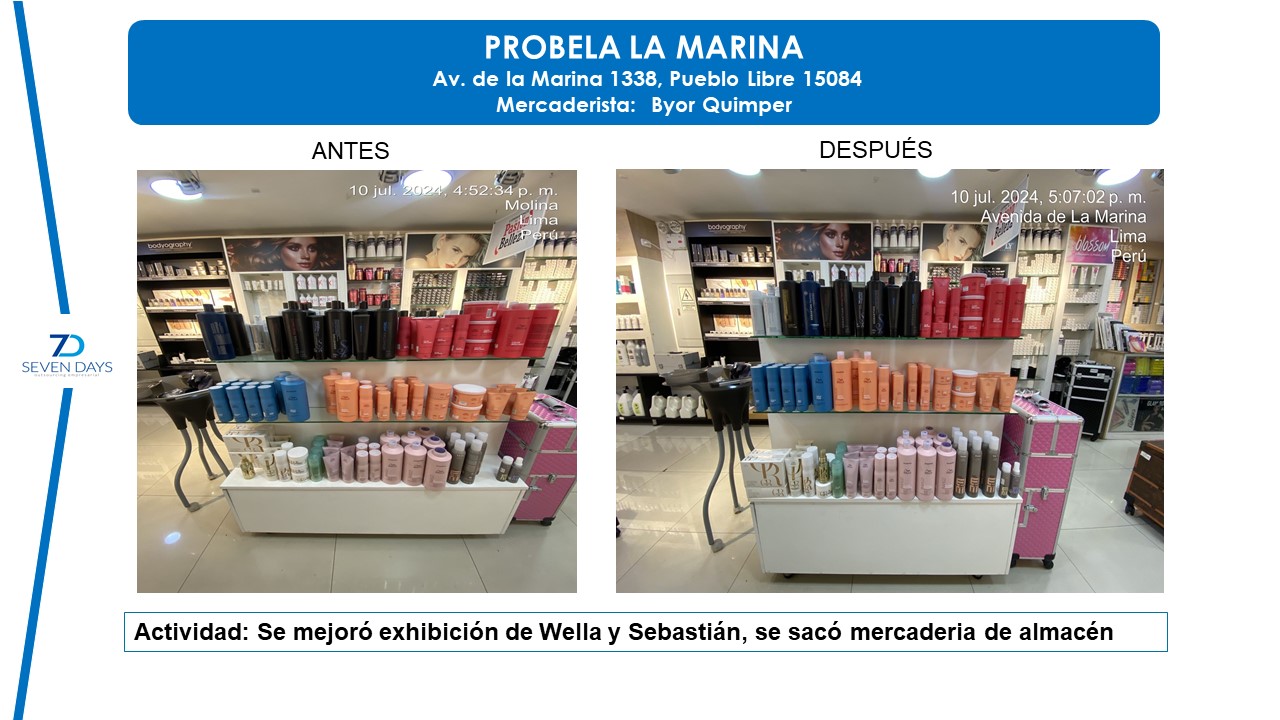 PROBELA LA MARINA
Av. de la Marina 1338, Pueblo Libre 15084
Mercaderista: Byor Quimper
ANTES
DESPUÉS
10 jul. 2024, 4:52:34 p. m.
Molina
Lima
Perú
bodyography
10 jul. 2024, 5:07:02 p. m.
Avenida de La Marina
Lima
Perú
bodyography
blossom
7D
SEVEN DAYS
Actividad: Se mejoró exhibición de Wella y Sebastián, se sacó mercaderia de almacén